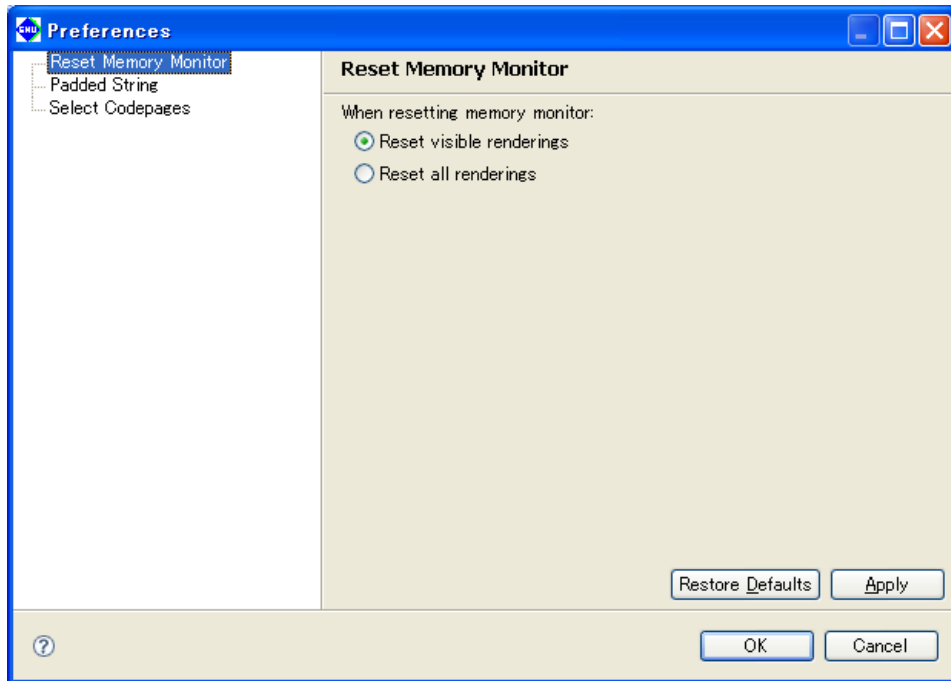 Preferences
Reset Memory Monitor
Padded String
Select Codepages
Reset Memory Monitor
When resetting memory monitor:
Reset visible renderings
Reset all renderings
Restore Defaults
Apply
?
OK
Cancel